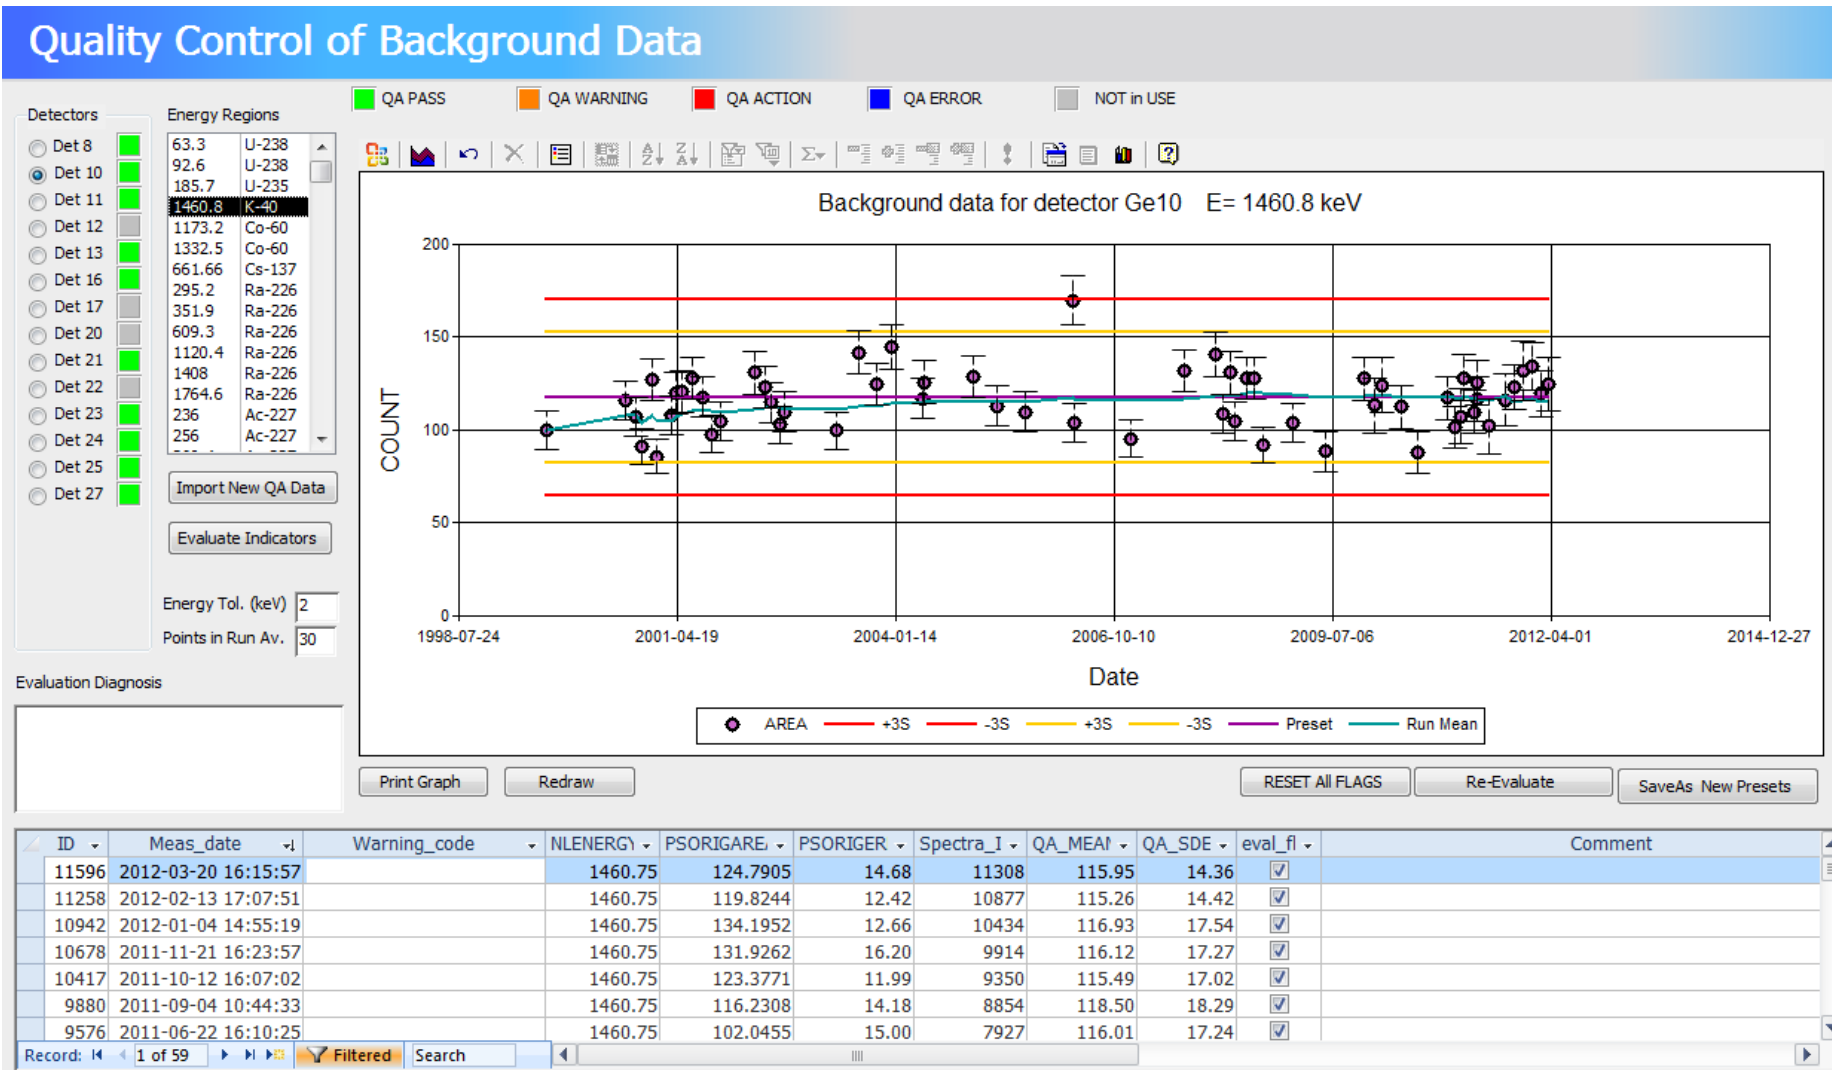 Quality Control of Background Data
QA PASS QA WARNING QA ACTION QA ERROR NOT in USE
Detectors
Det 8
Det 10
Det 11
Det 12
Det 13
Det 16
Det 17
Det 20
Det 21
Det 22
Det 23
Det 24
Det 25
Det 27
Energy Regions
63.3 U-238
92.6 U-238
185.7 U-235
1460.8 K-40
1173.2 Co-60
1332.5 Co-60
661.66 Cs-137
295.2 Ra-226
351.9 Ra-226
609.3 Ra-226
1120.4 Ra-226
1408 Ra-226
1764.6 Ra-226
236 Ac-227
256 Ac-227
Import New QA Data
Evaluate Indicators
Energy Tol. (keV) 2
Points in Run Av. 30
Evaluation Diagnosis
Background data for detector Ge10 E= 1460.8 keV
COUNT
200
150
100
50
0
1998-07-24 2001-04-19 2004-01-14 2006-10-10 2009-07-06 2012-04-01 2014-12-27
Date
AREA +3S -3S +3S -3S Preset Run Mean
Print Graph Redraw RESET All FLAGS Re-Evaluate SaveAs New Presets
ID Meas_date Warning_code NLENERGY PSORIGARE PSORIGER Spectra_I QA_MEAN QA_SDE eval_fl Comment
11596 2012-03-20 16:15:57 1460.75 124.7905 14.68 11308 115.95 14.36
11258 2012-02-13 17:07:51 1460.75 119.8244 12.42 10877 115.26 14.42
10942 2012-01-04 14:55:19 1460.75 134.1952 12.66 10434 116.93 17.54
10678 2011-11-21 16:23:57 1460.75 131.9262 16.20 9914 116.12 17.27
10417 2011-10-12 16:07:02 1460.75 123.3771 11.99 9350 115.49 17.02
9880 2011-09-04 10:44:33 1460.75 116.2308 14.18 8854 118.50 18.29
9576 2011-06-22 16:10:25 1460.75 102.0455 15.00 7927 116.01 17.24
Record: 1 of 59 Filtered Search